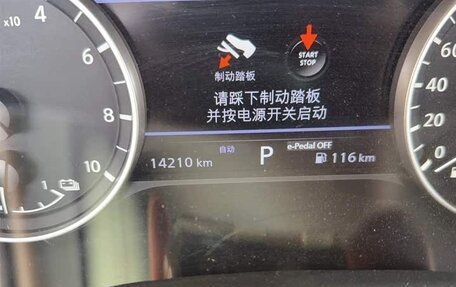 x10
4
6
8
10
1
制动踏板
START
STOP
请踩下制动踏板
并按电源开关启动
14210 km
自动
P
e-Pedal OFF
116 km
60
40
20
0